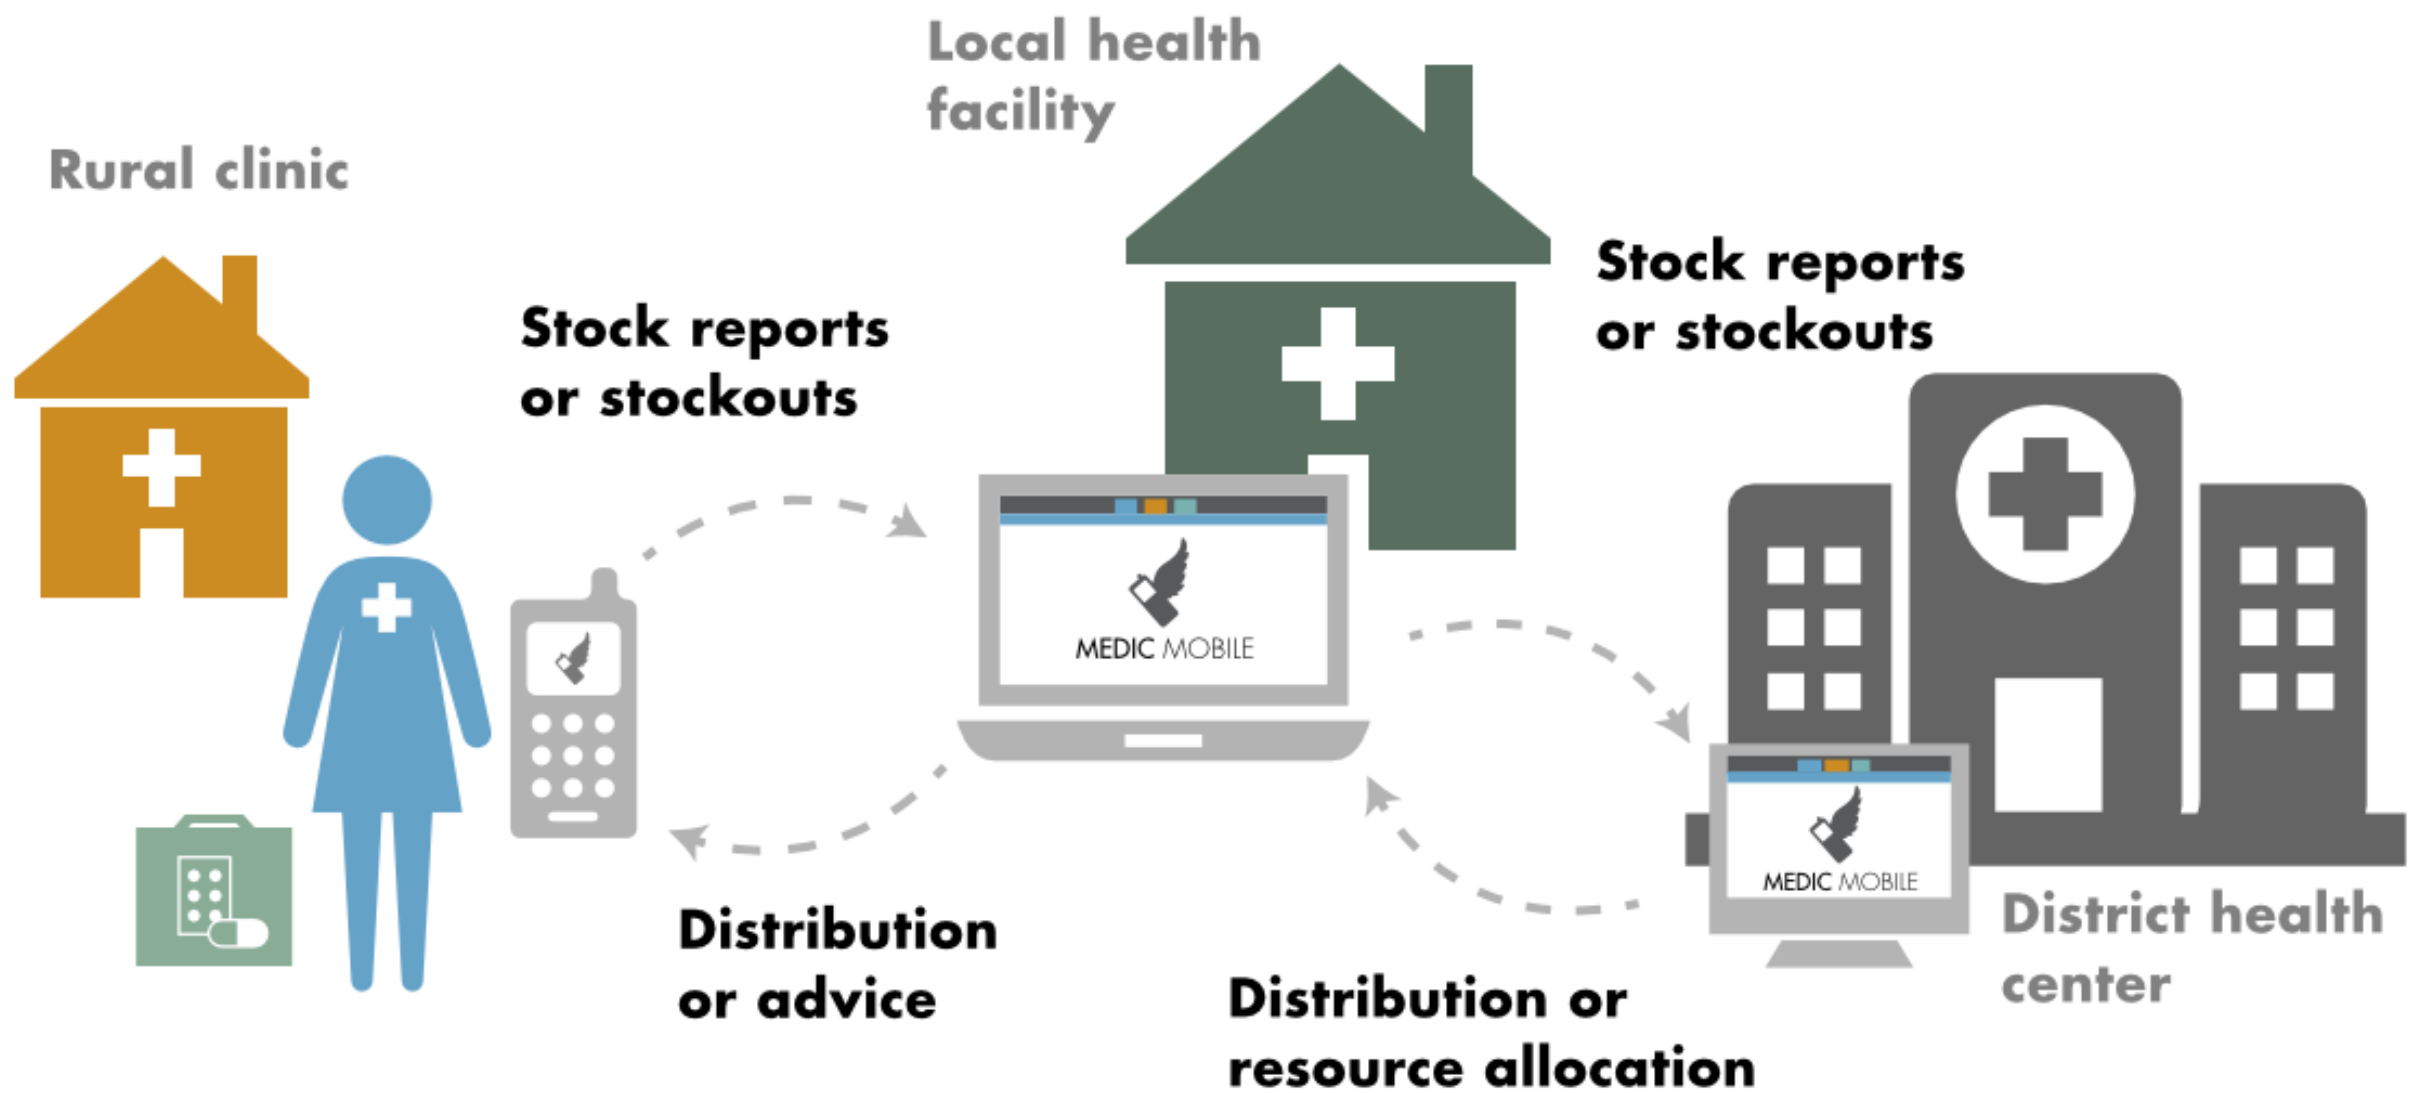 Local health
facility
Rural clinic
Stock reports
or stockouts
Stock reports
or stockouts
MEDIC MOBILE
MEDIC MOBILE
District health
center
Distribution
or advice
Distribution or
resource allocation